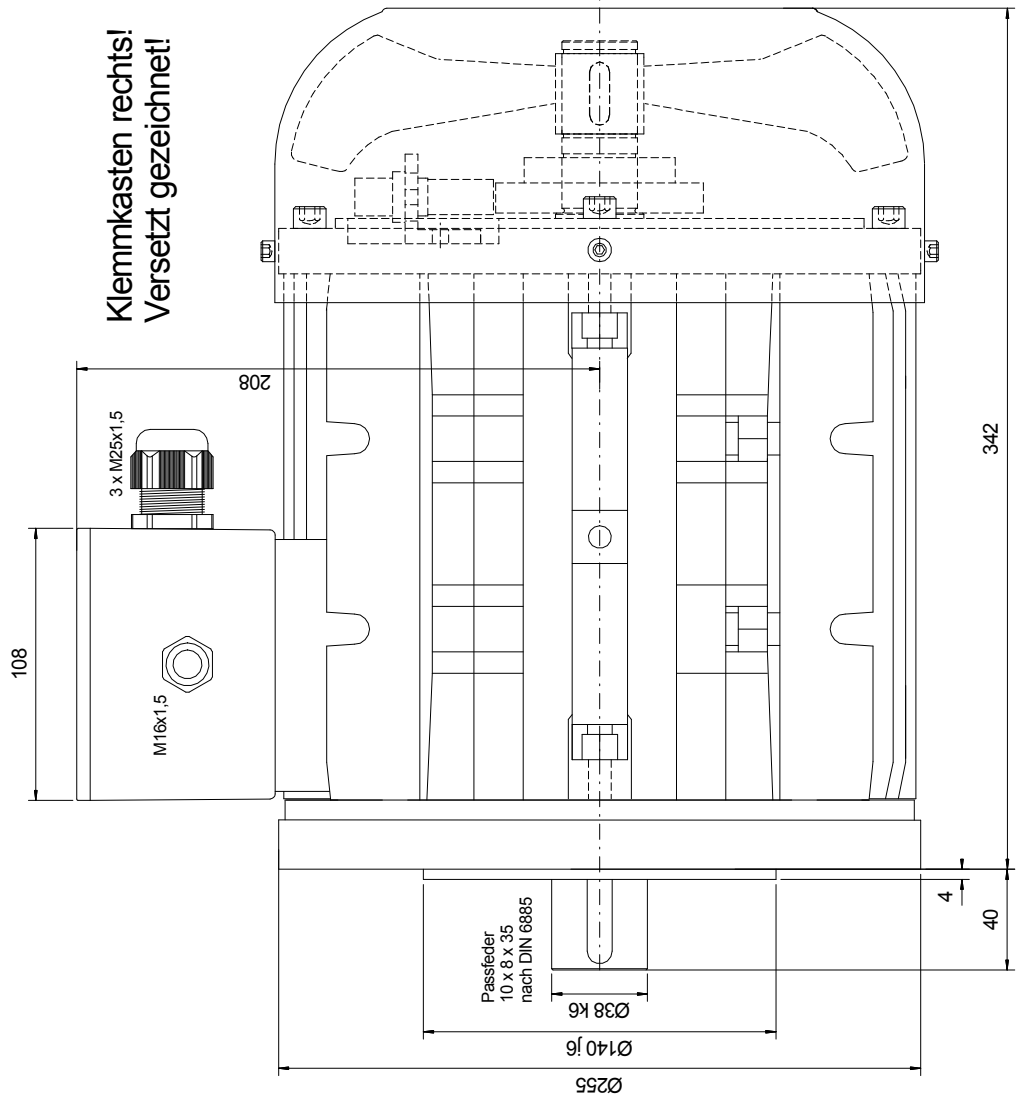 Klemmkasten rechts!
Versetzt gezeichnet!
208
3 x M25x1,5
108
M16x1,5
342
4
40
Passfeder
10 x 8 x 35
nach DIN 6885
Ø38 k6
Ø140 j6
Ø255